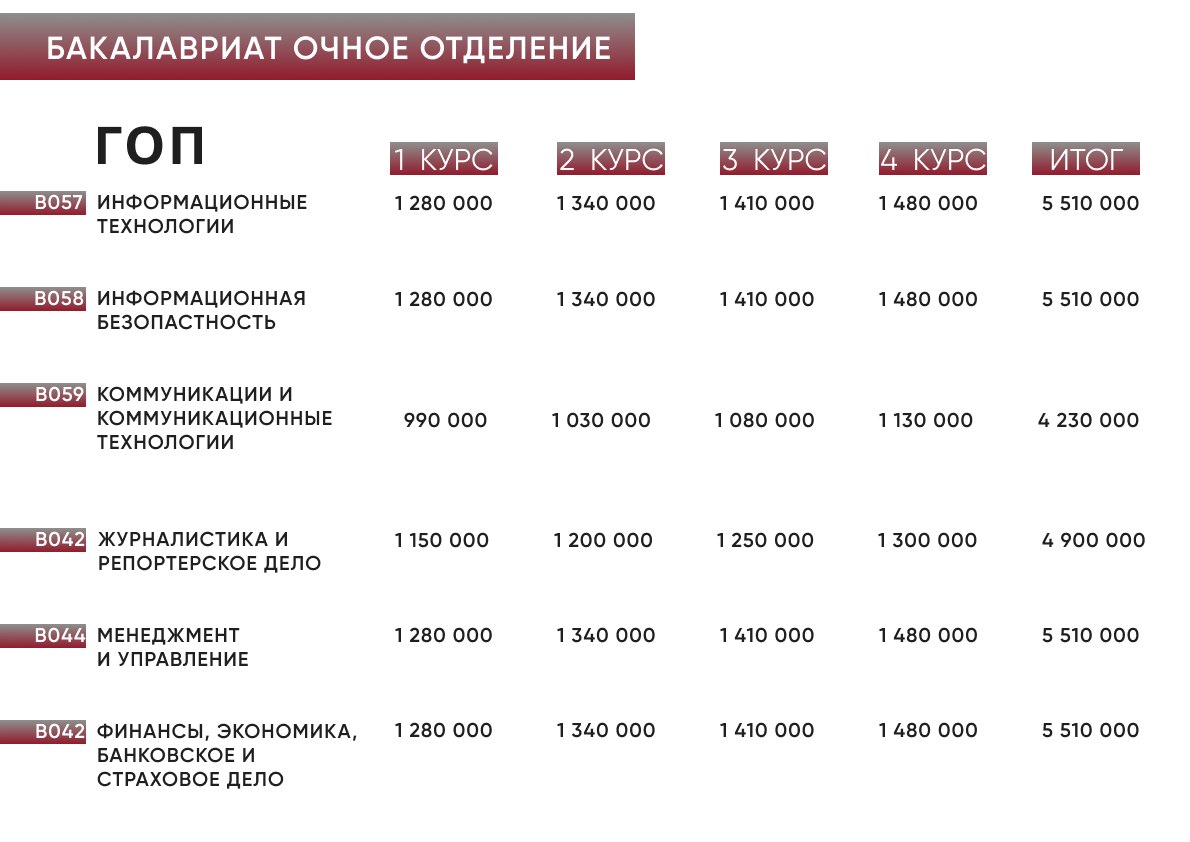 БАКАЛАВРИАТ ОЧНОЕ ОТДЕЛЕНИЕ
ГОП 1 КУРС 2 КУРС 3 КУРС 4 КУРС ИТОГ
В057 ИНФОРМАЦИОННЫЕ 1 280 000 1 340 000 1 410 000 1 480 000 5 510 000
ТЕХНОЛОГИИ
В058 ИНФОРМАЦИОННАЯ 1 280 000 1 340 000 1 410 000 1 480 000 5 510 000
БЕЗОПАСТНОСТЬ
В059 КОММУНИКАЦИИ И
КОММУНИКАЦИОННЫЕ 990 000 1 030 000 1 080 000 1 130 000 4 230 000
ТЕХНОЛОГИИ
В042 ЖУРНАЛИСТИКА И 1 150 000 1 200 000 1 250 000 1 300 000 4 900 000
РЕПОРТЕРСКОЕ ДЕЛО
В044 МЕНЕДЖМЕНТ 1 280 000 1 340 000 1 410 000 1 480 000 5 510 000
И УПРАВЛЕНИЕ
В042 ФИНАНСЫ, ЭКОНОМИКА, 1 280 000 1 340 000 1 410 000 1 480 000 5 510 000
БАНКОВСКОЕ И
СТРАХОВОЕ ДЕЛО